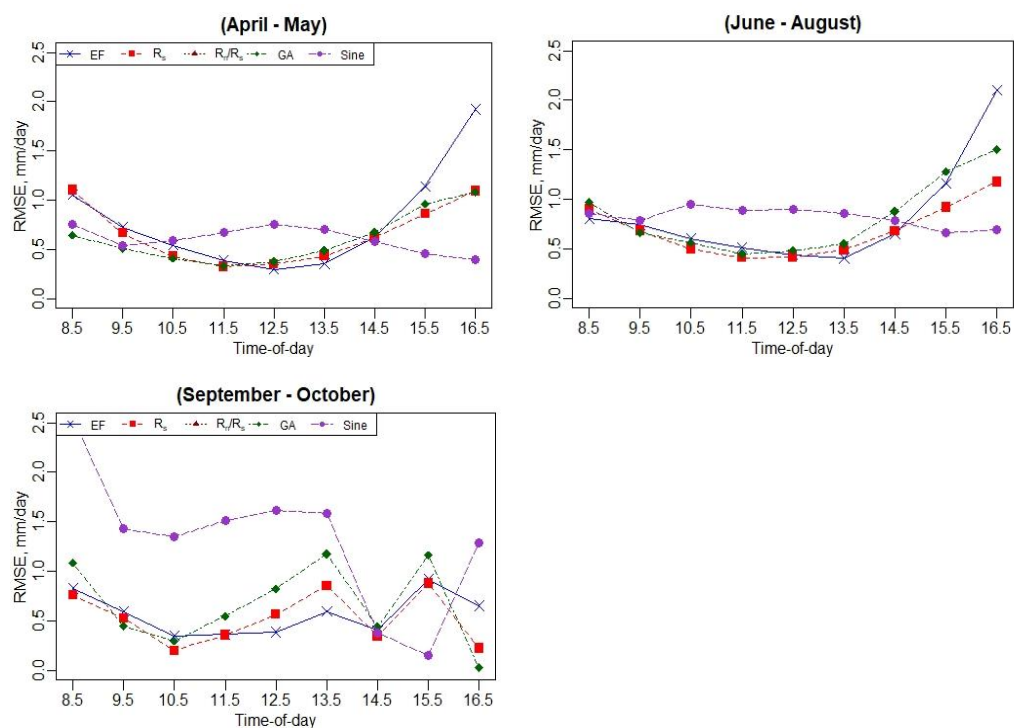 (April - May)
EF Rs Rn/Rs GA Sine
RMSE, mm/day
2.5
2.0
1.5
1.0
0.5
0.0
8.5 9.5 10.5 11.5 12.5 13.5 14.5 15.5 16.5
Time-of-day
(June - August)
RMSE, mm/day
2.5
2.0
1.5
1.0
0.5
0.0
8.5 9.5 10.5 11.5 12.5 13.5 14.5 15.5 16.5
Time-of-day
(September - October)
EF Rs Rn/Rs GA Sine
RMSE, mm/day
2.5
2.0
1.5
1.0
0.5
0.0
8.5 9.5 10.5 11.5 12.5 13.5 14.5 15.5 16.5
Time-of-day